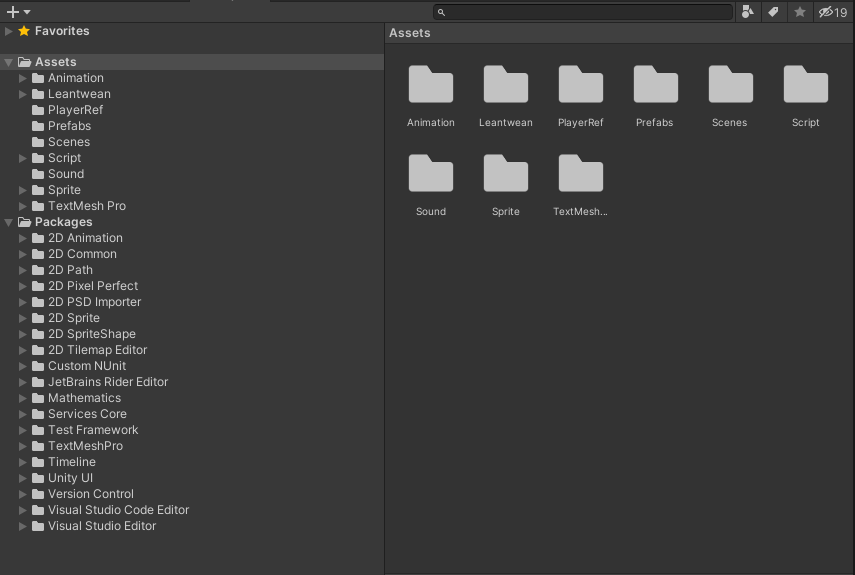 19
Favorites
Assets
Animation
Leantwean
PlayerRef
Prefabs
Scenes
Script
Sound
Sprite
TextMesh Pro
Packages
2D Animation
2D Common
2D Path
2D Pixel Perfect
2D PSD Importer
2D Sprite
2D SpriteShape
2D Tilemap Editor
Custom NUnit
JetBrains Rider Editor
Mathematics
Services Core
Test Framework
TextMeshPro
Timeline
Unity UI
Version Control
Visual Studio Code Editor
Visual Studio Editor
Assets
Animation Leantwean PlayerRef Prefabs Scenes Script
Sound Sprite TextMesh...